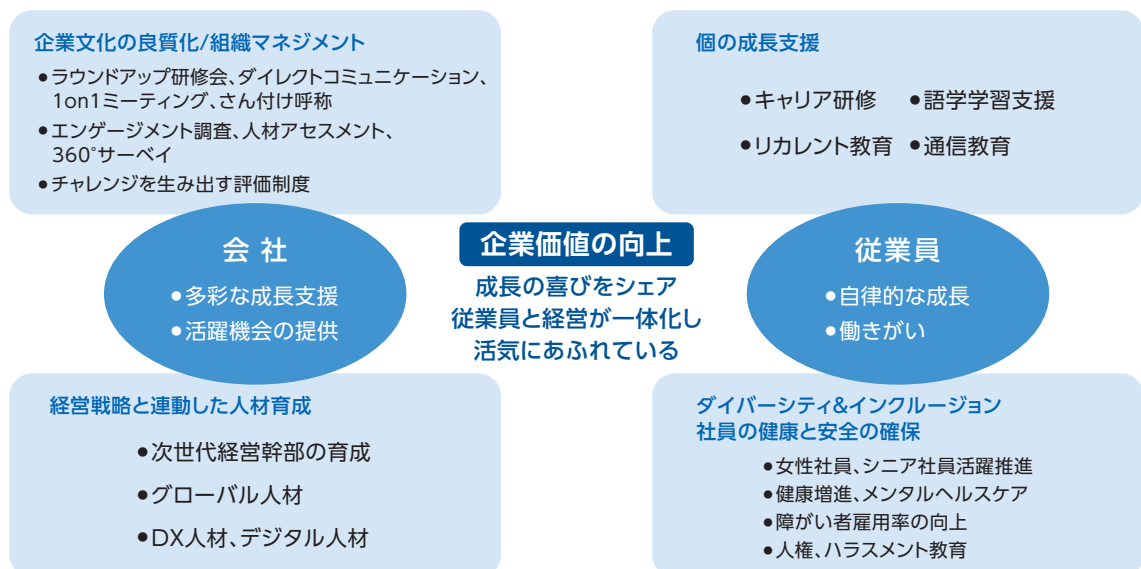 企業文化の良質化/組織マネジメント
●ラウンドアップ研修会、ダイレクトコミュニケーション、
1on1ミーティング、さん付け呼称
●エンゲージメント調査、人材アセスメント、
360°サーベイ
●チャレンジを生み出す評価制度
個の成長支援
●キャリア研修 ●語学学習支援
●リカレント教育 ●通信教育
会 社
●多彩な成長支援
●活躍機会の提供
企業価値の向上
成長の喜びをシェア
従業員と経営が一体化し
活気にあふれている
従業員
●自律的な成長
●働きがい
経営戦略と連動した人材育成
●次世代経営幹部の育成
●グローバル人材
●DX人材、デジタル人材
ダイバーシティ&インクルージョン
社員の健康と安全の確保
●女性社員、シニア社員活躍推進
●健康増進、メンタルヘルスケア
●障がい者雇用率の向上
●人権、ハラスメント教育